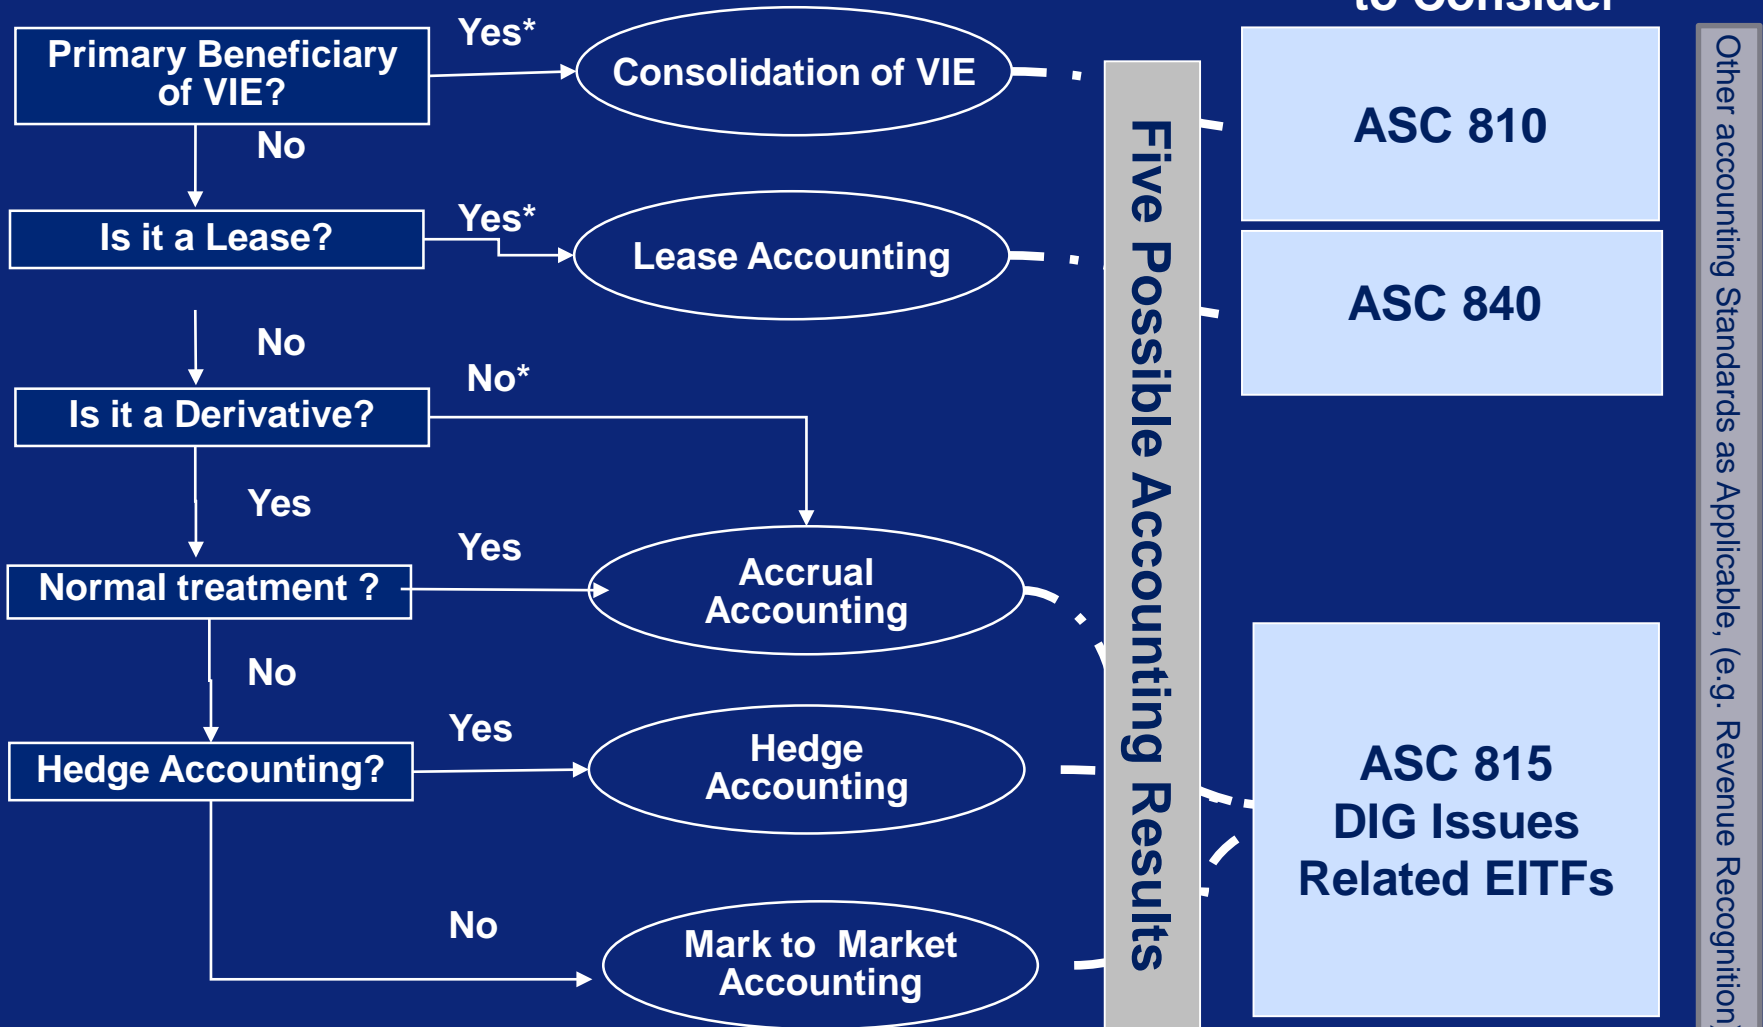 to Consider
Primary Beneficiary
of VIE?
Yes*
Consolidation of VIE
ASC 810
No
Is it a Lease?
Yes*
Lease Accounting
ASC 840
No
Is it a Derivative?
No*
Yes
Normal treatment ?
Yes
Accrual
Accounting
No
Hedge Accounting?
Yes
Hedge
Accounting
ASC 815
DIG Issues
Related EITFs
No
Mark to  Market
Accounting
Five Possible Accounting Results
Other accounting Standards as Applicable, (e.g. Revenue Recognition)